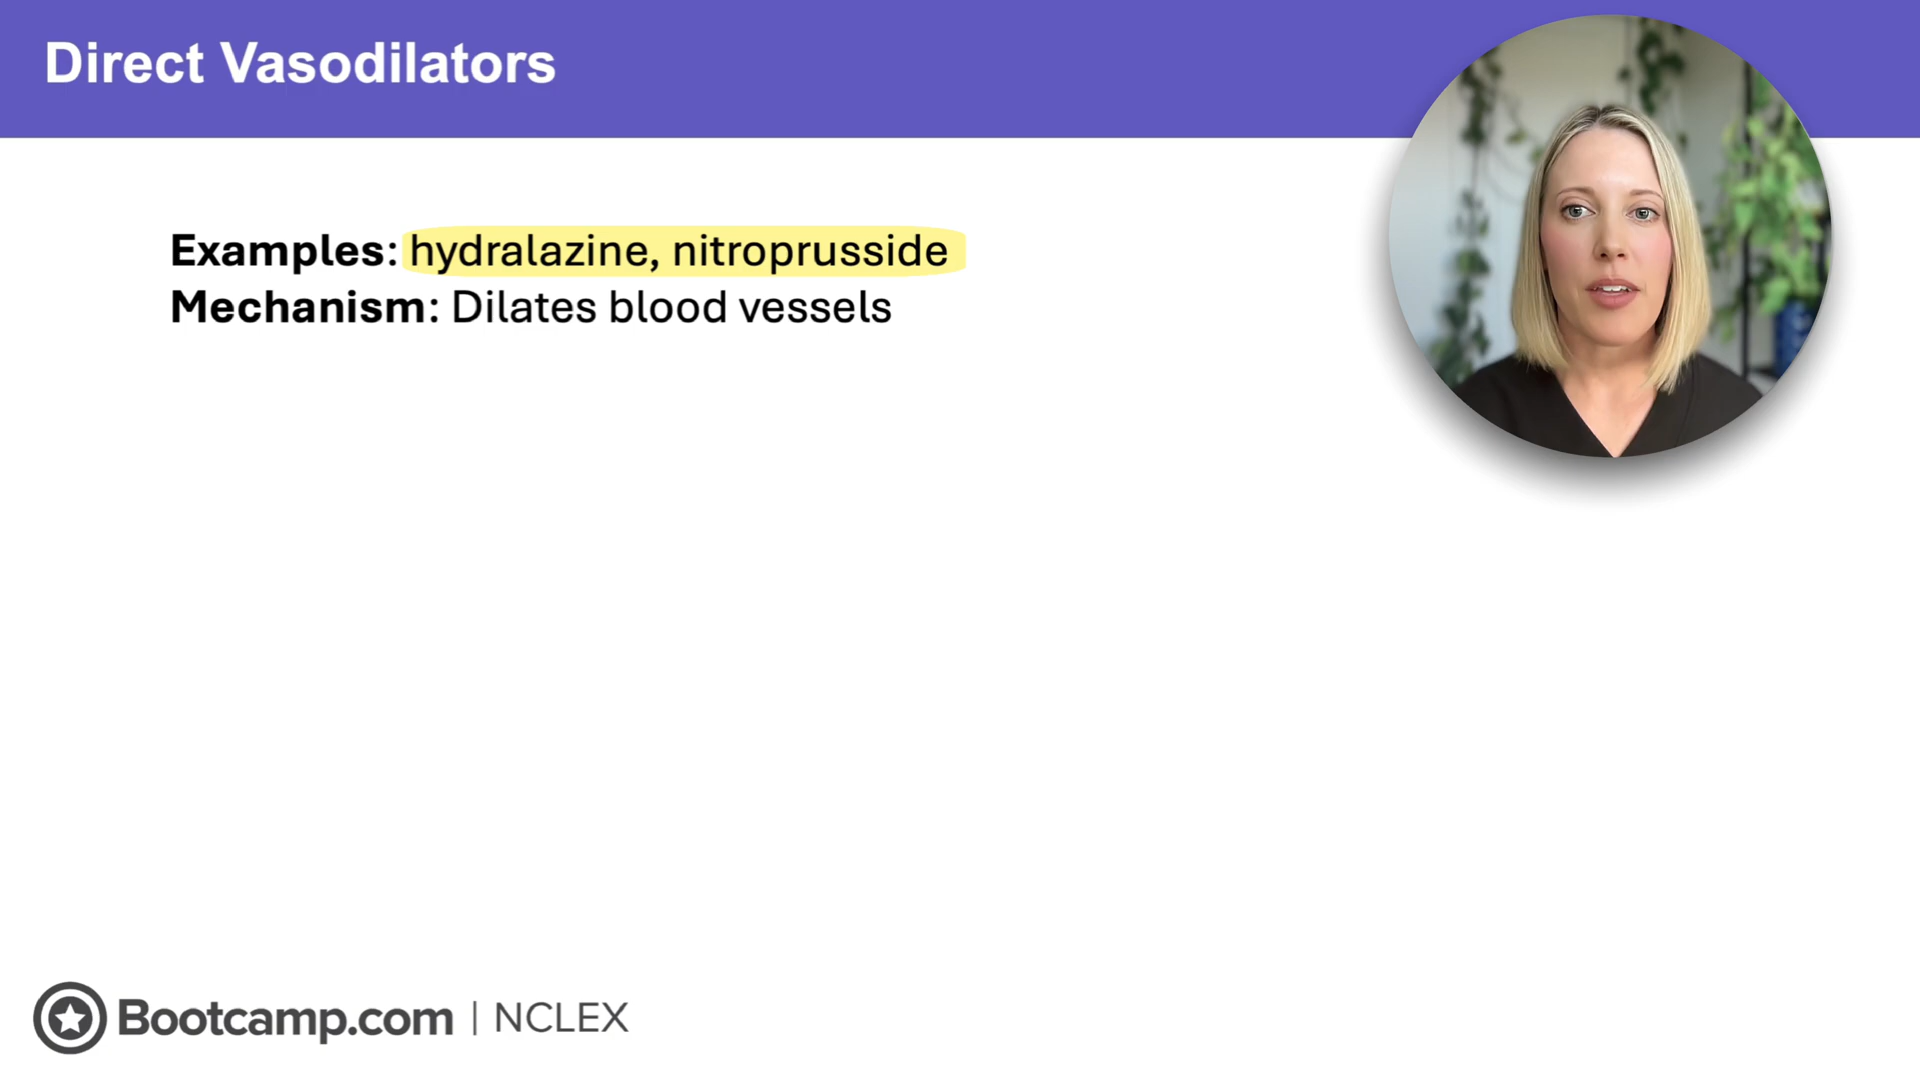 Direct Vasodilators
Examples: hydralazine, nitroprusside
Mechanism: Dilates blood vessels
Bootcamp.com | NCLEX